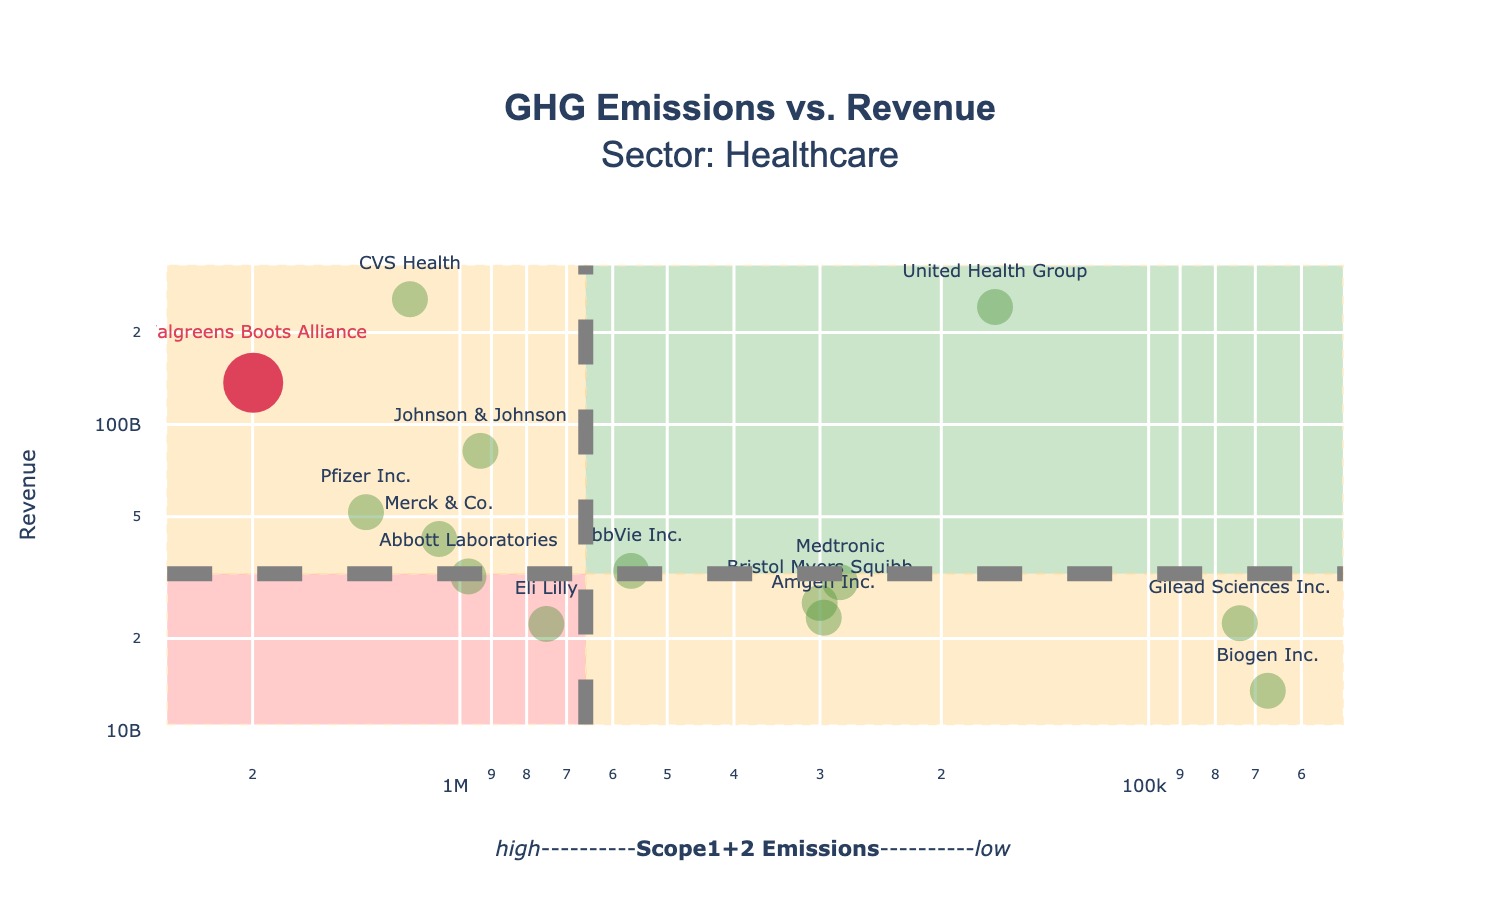 GHG Emissions vs. Revenue
Sector: Healthcare
CVS Health
United Health Group
algreens Boots Alliance
2
Johnson & Johnson
100B
Pfizer Inc.
Merck & Co.
5
Abbott Laboratories
bbVie Inc.
Medtronic
Bristol Myers Squibb
Amgen Inc.
Eli Lilly
Gilead Sciences Inc.
2
Biogen Inc.
10B
Revenue
2 1M 9 8 7 6 5 4 3 2 100k 9 8 7 6
high----------Scope1+2 Emissions----------low